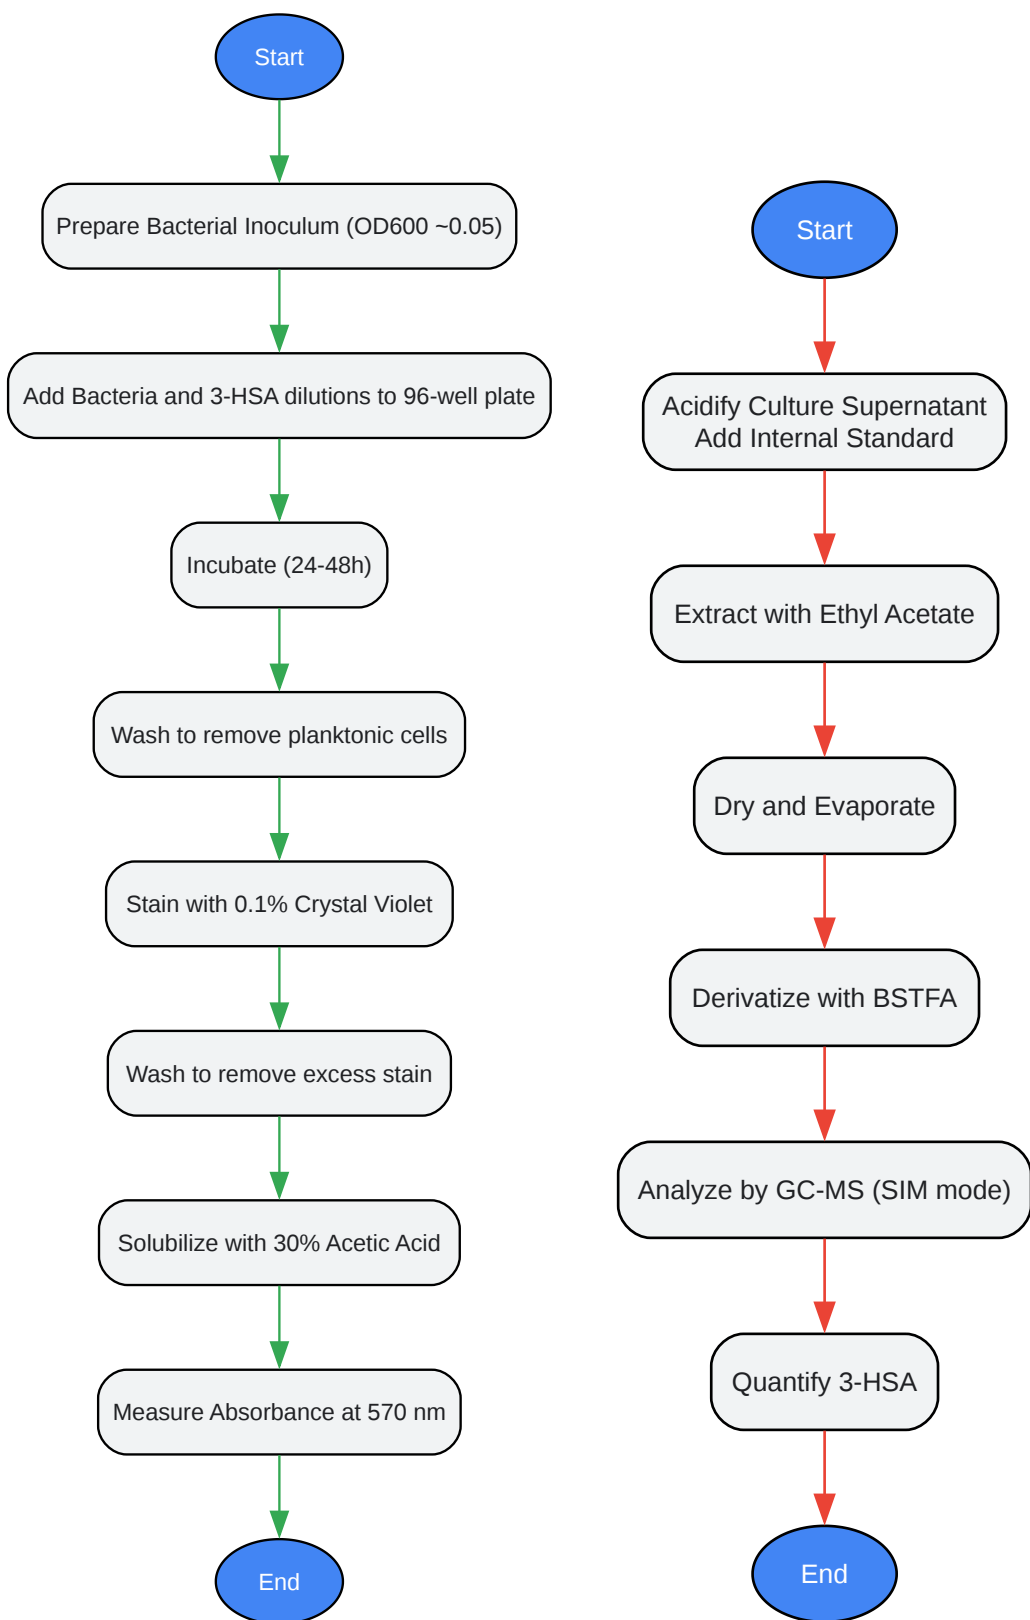 Start
Prepare Bacterial Inoculum (OD600 ~0.05)
Add Bacteria and 3-HSA dilutions to 96-well plate
Incubate (24-48h)
Wash to remove planktonic cells
Stain with 0.1% Crystal Violet
Wash to remove excess stain
Solubilize with 30% Acetic Acid
Measure Absorbance at 570 nm
End
Start
Acidify Culture Supernatant
Add Internal Standard
Extract with Ethyl Acetate
Dry and Evaporate
Derivatize with BSTFA
Analyze by GC-MS (SIM mode)
Quantify 3-HSA
End